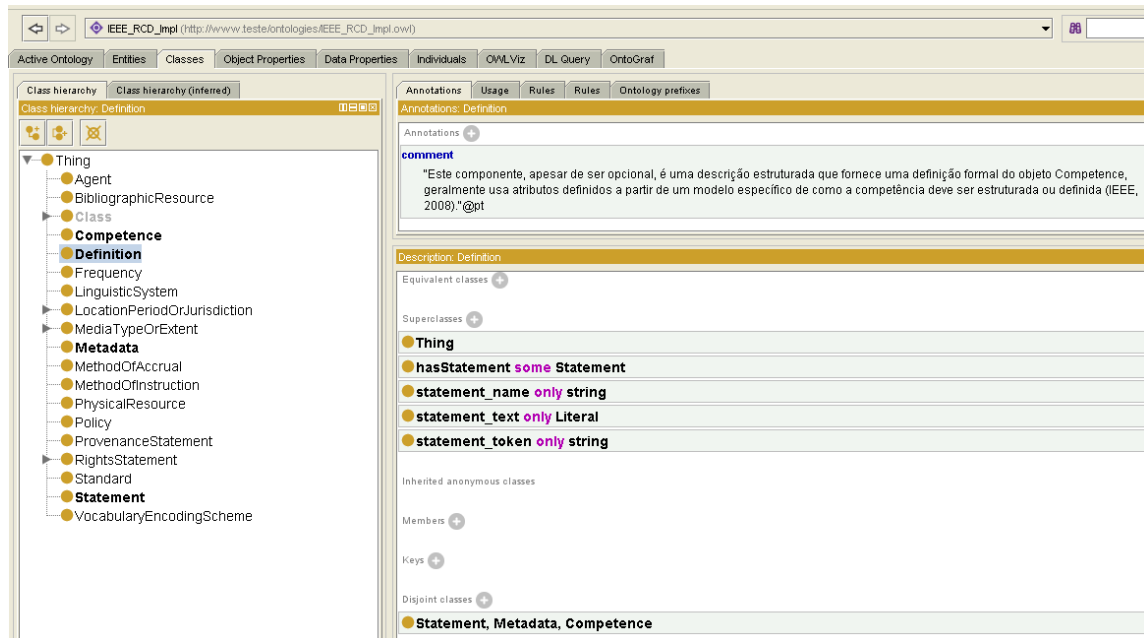 IEEE_RCD_Impl (http://www.teste/ontologies/IEEE_RCD_Impl.owl)
Active Ontology Entities Classes Object Properties Data Properties Individuals OWLViz DL Query OntoGraf
Class hierarchy Class hierarchy (inferred)
Class hierarchy: Definition
Thing
Agent
BibliographicResource
Class
Competence
Definition
Frequency
LinguisticSystem
LocationPeriodOrJurisdiction
MediaTypeOrExtent
Metadata
MethodOfAccrual
MethodOfInstruction
PhysicalResource
Policy
ProvenanceStatement
RightsStatement
Standard
Statement
VocabularyEncodingScheme
Annotations Usage Rules Rules Ontology prefixes
Annotations: Definition
Annotations
comment
"Este componente, apesar de ser opcional, é uma descrição estruturada que fornece uma definição formal do objeto Competence,
geralmente usa atributos definidos a partir de um modelo específico de como a competência deve ser estruturada ou definida (IEEE,
2008)."@pt
Description: Definition
Equivalent classes
Superclasses
Thing
hasStatement some Statement
statement_name only string
statement_text only Literal
statement_token only string
Inherited anonymous classes
Members
Keys
Disjoint classes
Statement, Metadata, Competence